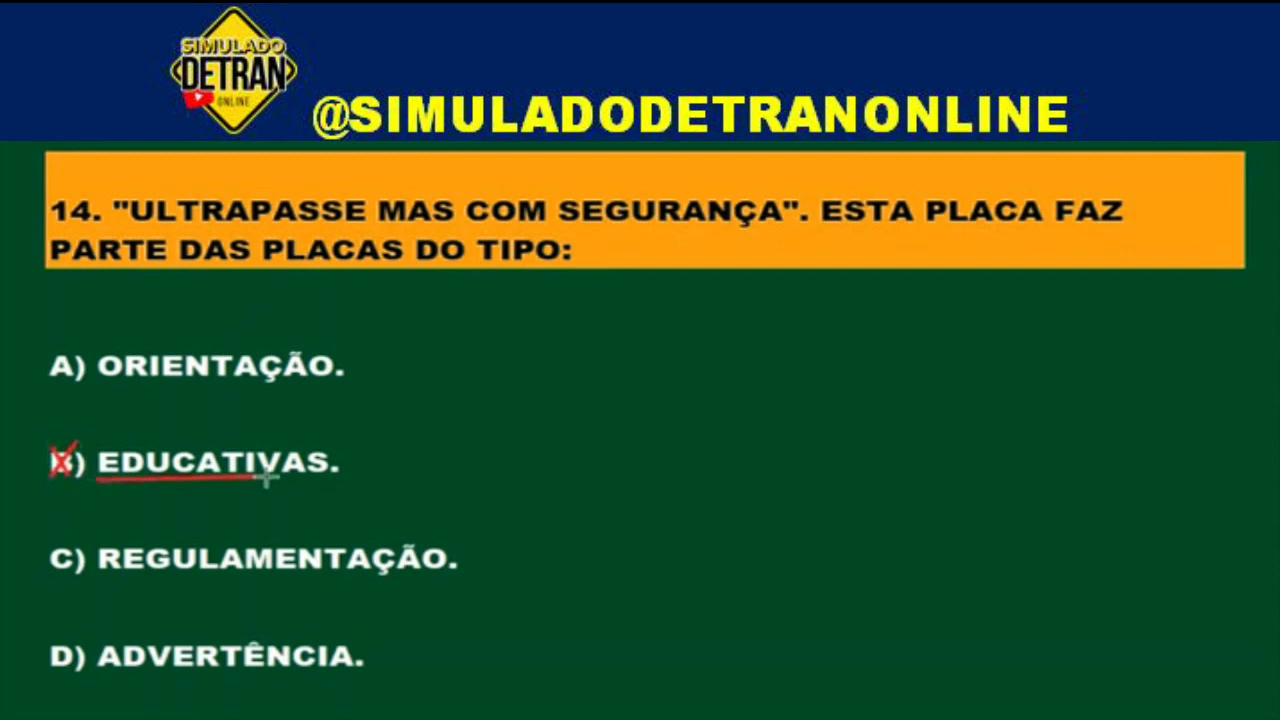 SIMULADO
DETRAN
ONLINE
@SIMULADODETRANONLINE
14. "ULTRAPASSE MAS COM SEGURANÇA". ESTA PLACA FAZ
PARTE DAS PLACAS DO TIPO:
A) ORIENTAÇÃO.
B) EDUCATIVAS.
C) REGULAMENTAÇÃO.
D) ADVERTÊNCIA.